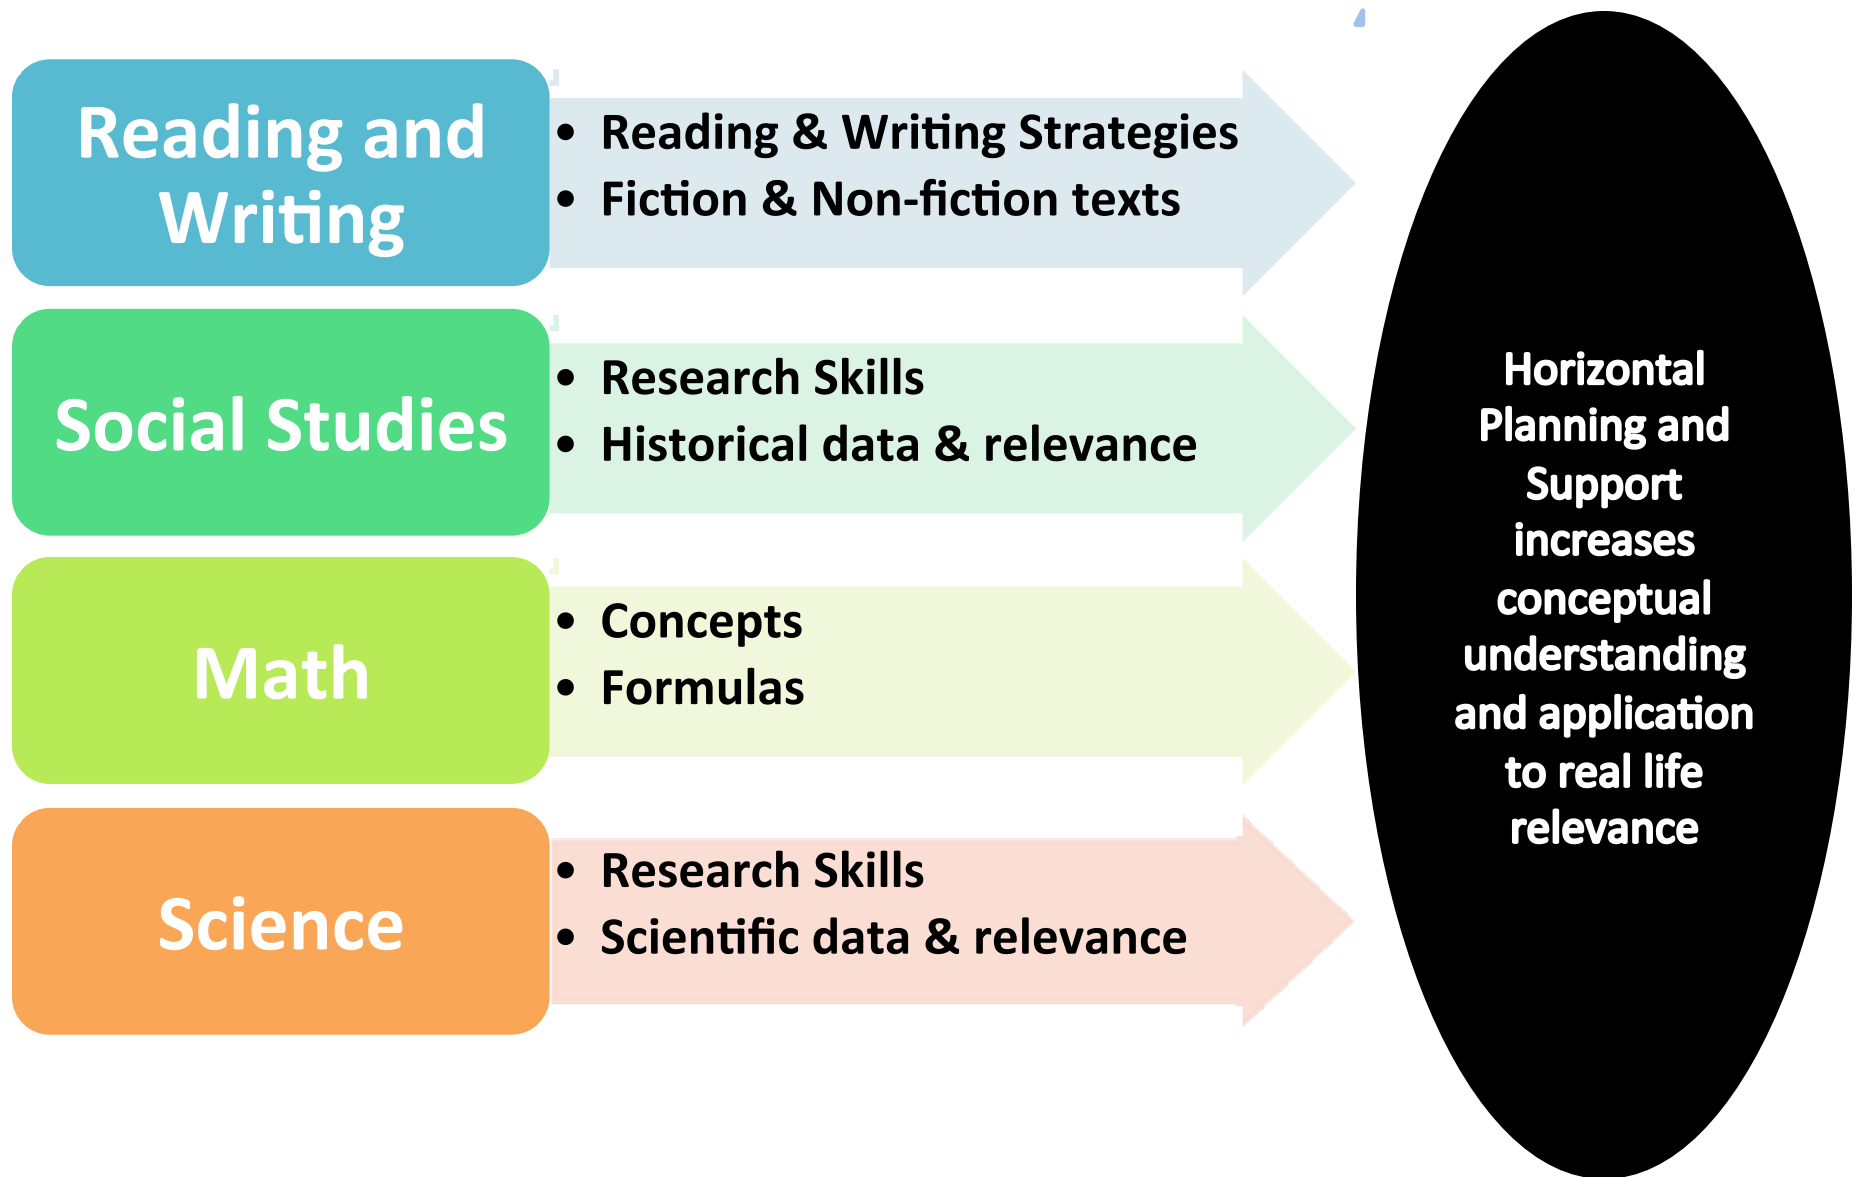 Reading and
Writing
• Reading & Writing Strategies
• Fiction & Non-fiction texts
Social Studies
• Research Skills
• Historical data & relevance
Math
• Concepts
• Formulas
Science
• Research Skills
• Scientific data & relevance
Horizontal
Planning and
Support
increases
conceptual
understanding
and application
to real life
relevance